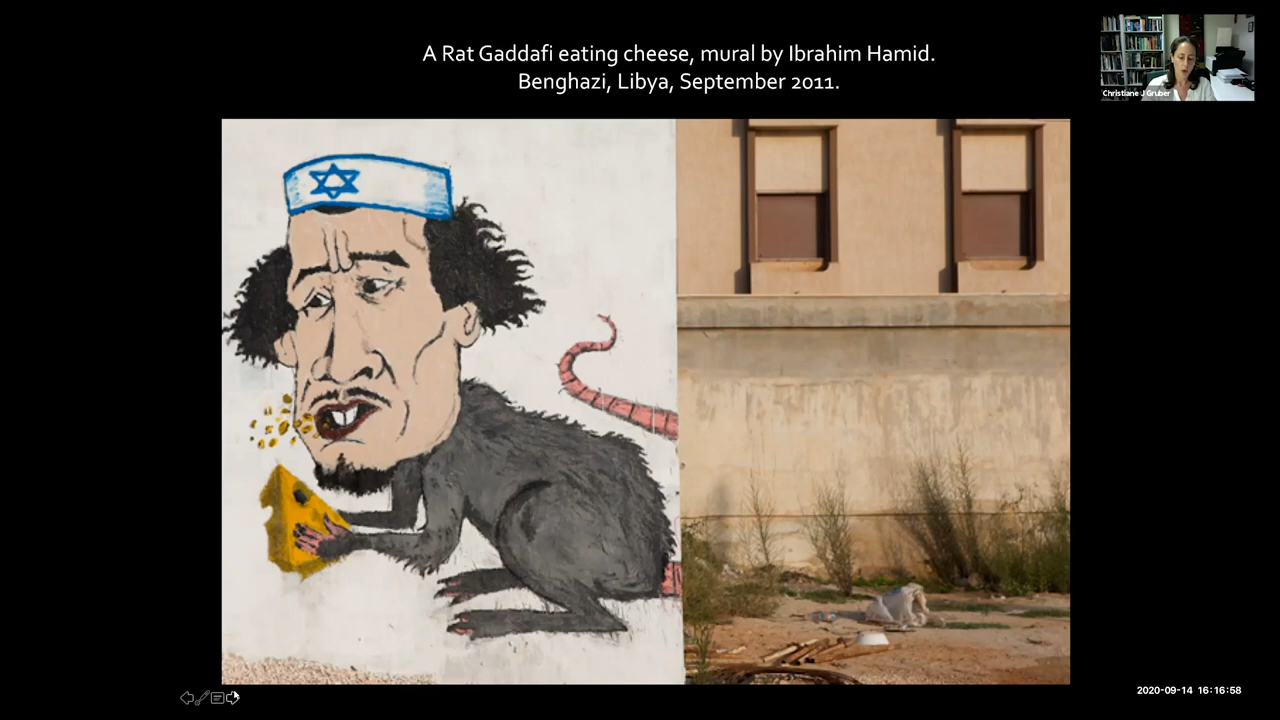 A Rat Gaddafi eating cheese, mural by Ibrahim Hamid.
Benghazi, Libya, September 2011.
Christiane J Gruber
2020-09-14 16:16:58